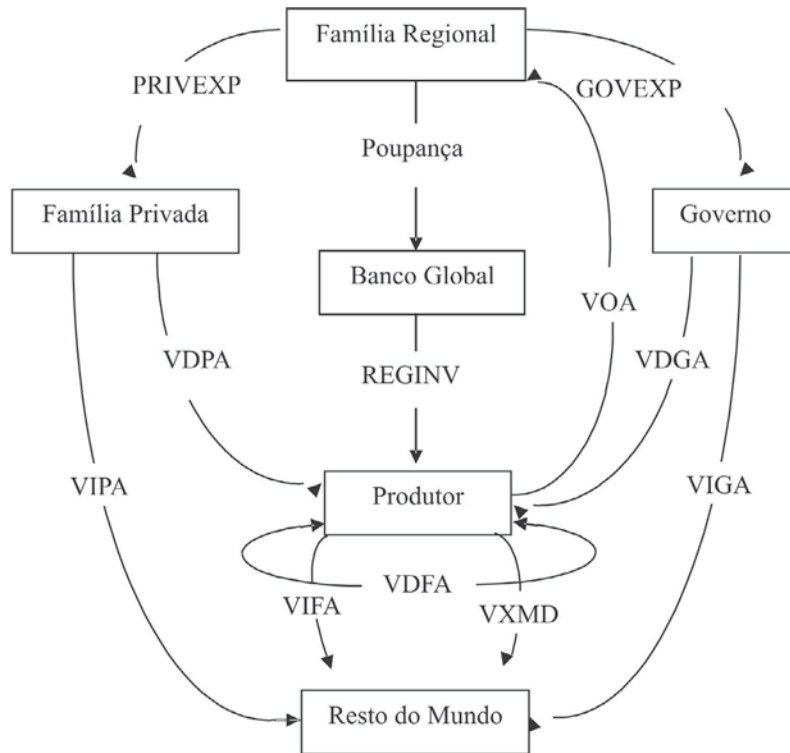 Família Regional
PRIVEXP
GOVEXP
Poupança
Família Privada
Governo
Banco Global
VOA
VDPA
VDGA
REGINV
VIPA
Produtor
VIGA
VDFA
VIFA
VXMD
Resto do Mundo